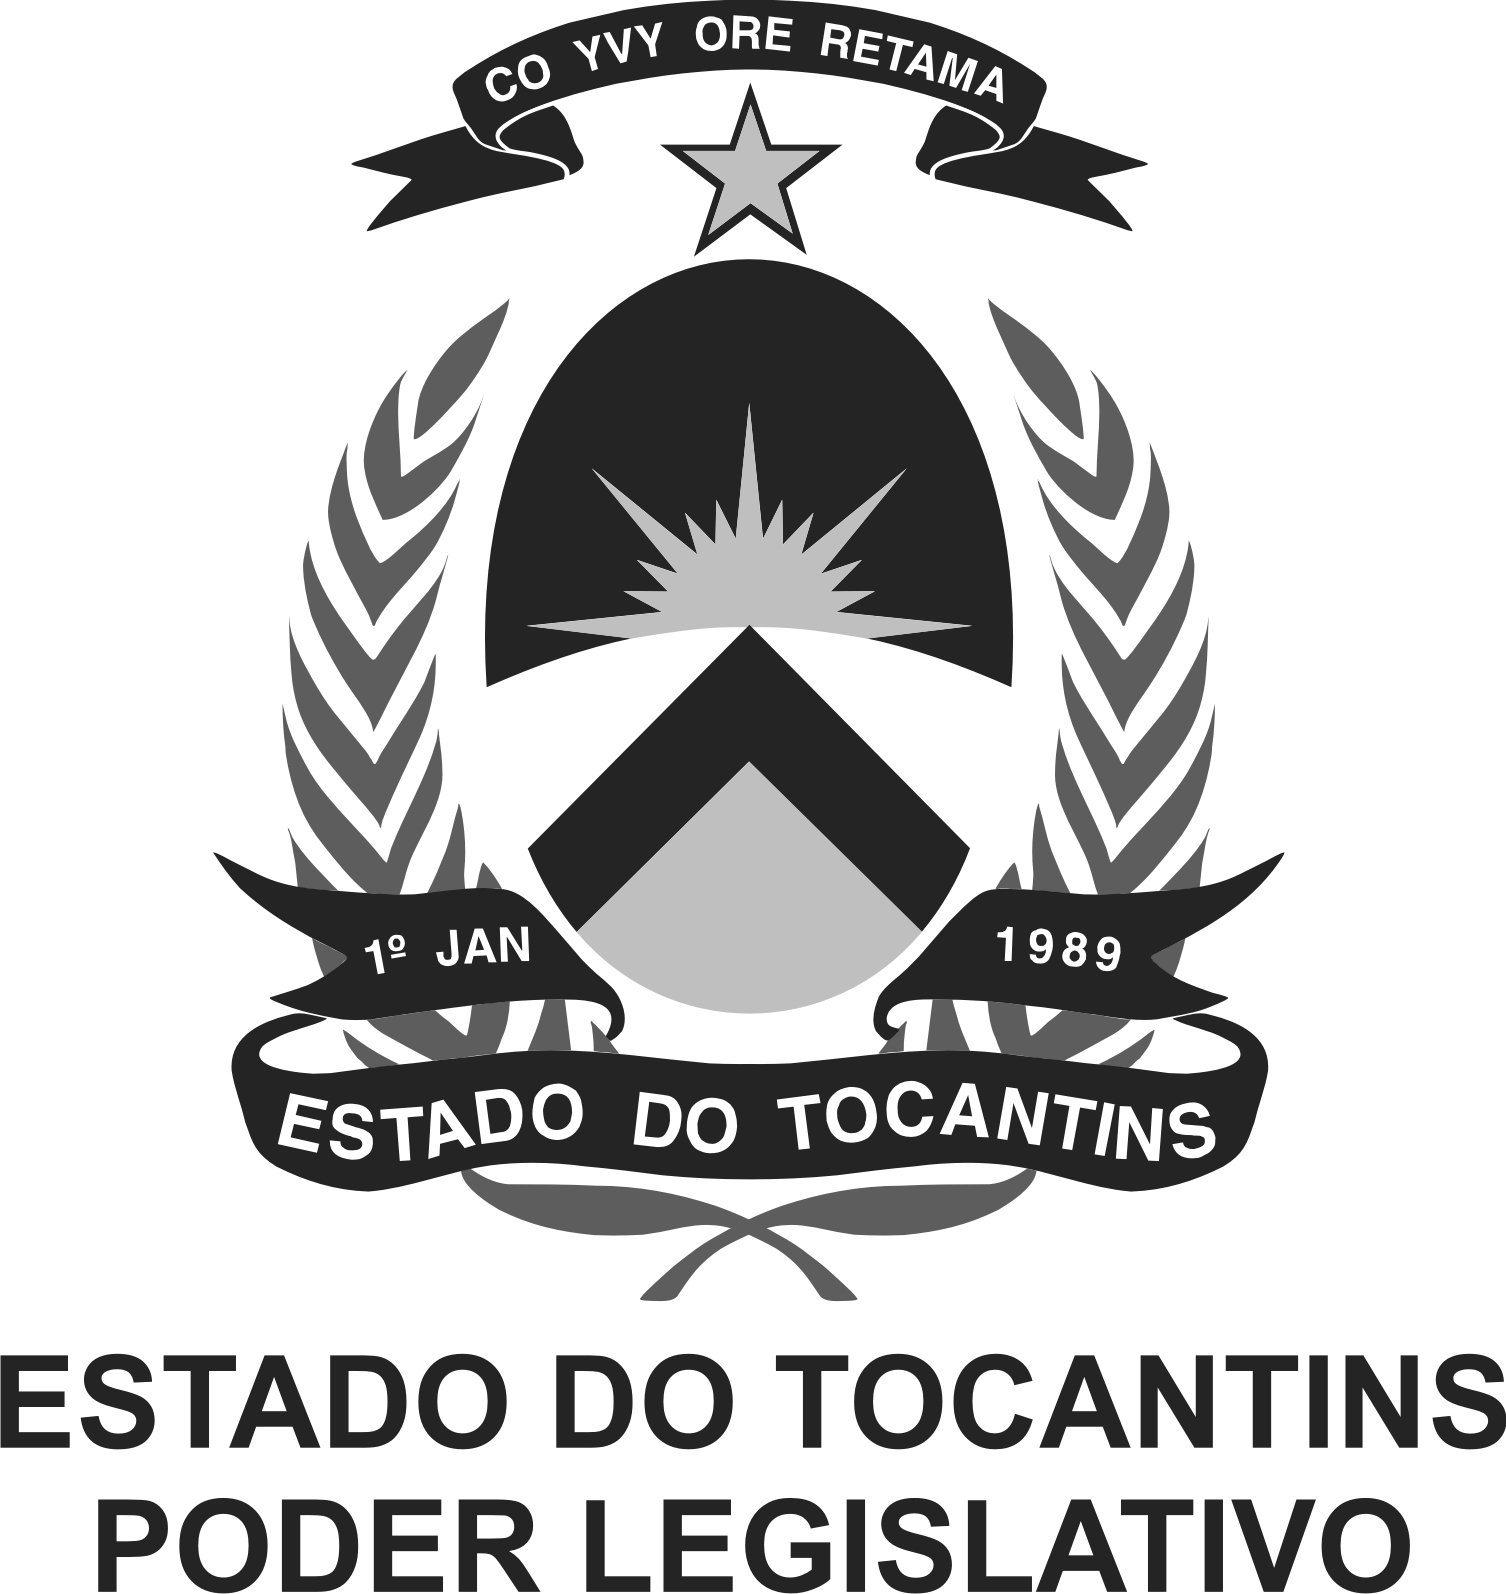 CO YVY ORE RETAMA
1º JAN 1989
ESTADO DO TOCANTINS
ESTADO DO TOCANTINS
PODER LEGISLATIVO